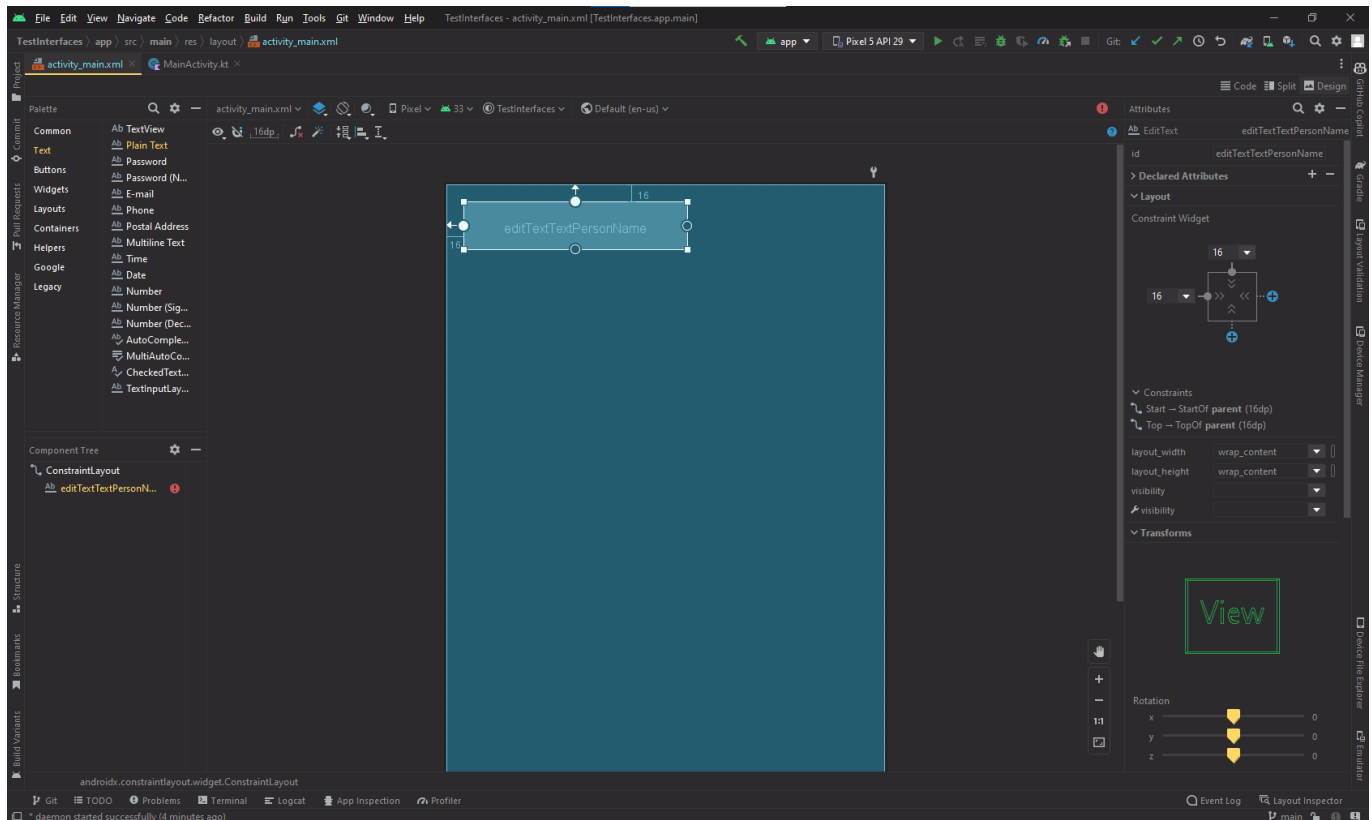 File Edit View Navigate Code Refactor Build Run Tools Git Window Help TestInterfaces - activity_main.xml [TestInterfaces.app.main]
TestInterfaces app src main res layout activity_main.xml app Pixel 5 API 29 Git:
activity_main.xml MainActivity.kt
Code Split Design
Palette
activity_main.xml Pixel 33 TestInterfaces Default (en-us)
Attributes
Common
Text
Buttons
Widgets
Layouts
Containers
Helpers
Google
Legacy
Ab TextView
Ab Plain Text
Ab Password
Ab Password (N...
Ab E-mail
Ab Phone
Ab Postal Address
Ab Multiline Text
Ab Time
Ab Date
Ab Number
Ab Number (Sig...
Ab Number (Dec...
Ab AutoComple...
MultiAutoCo...
CheckedText...
Ab TextInputLay...
16dp
16
editTextTextPersonName
16
Component Tree
ConstraintLayout
Ab editTextTextPersonN...
Ab EditText editTextTextPersonName
id editTextTextPersonName
Declared Attributes
Layout
Constraint Widget
16
16
Constraints
Start → StartOf parent (16dp)
Top → TopOf parent (16dp)
layout_width wrap_content
layout_height wrap_content
visibility
visibility
Transforms
View
Rotation
x 0
y 0
z 0
1:1
Project
Commit
Pull Requests
Resource Manager
Structure
Bookmarks
Build Variants
GitHub Copilot
Gradle
Layout Validation
Device Manager
Device File Explorer
Emulator
androidx.constraintlayout.widget.ConstraintLayout
Git TODO Problems Terminal Logcat App Inspection Profiler Event Log Layout Inspector
* daemon started successfully (4 minutes ago) main